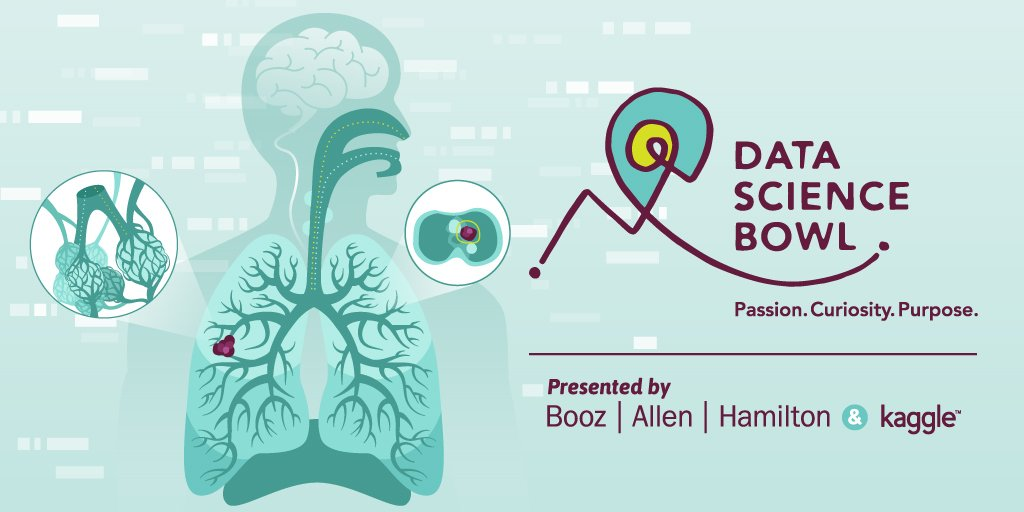 DATA
SCIENCE
BOWL
Passion. Curiosity. Purpose.
Presented by
Booz | Allen | Hamilton & kaggle™